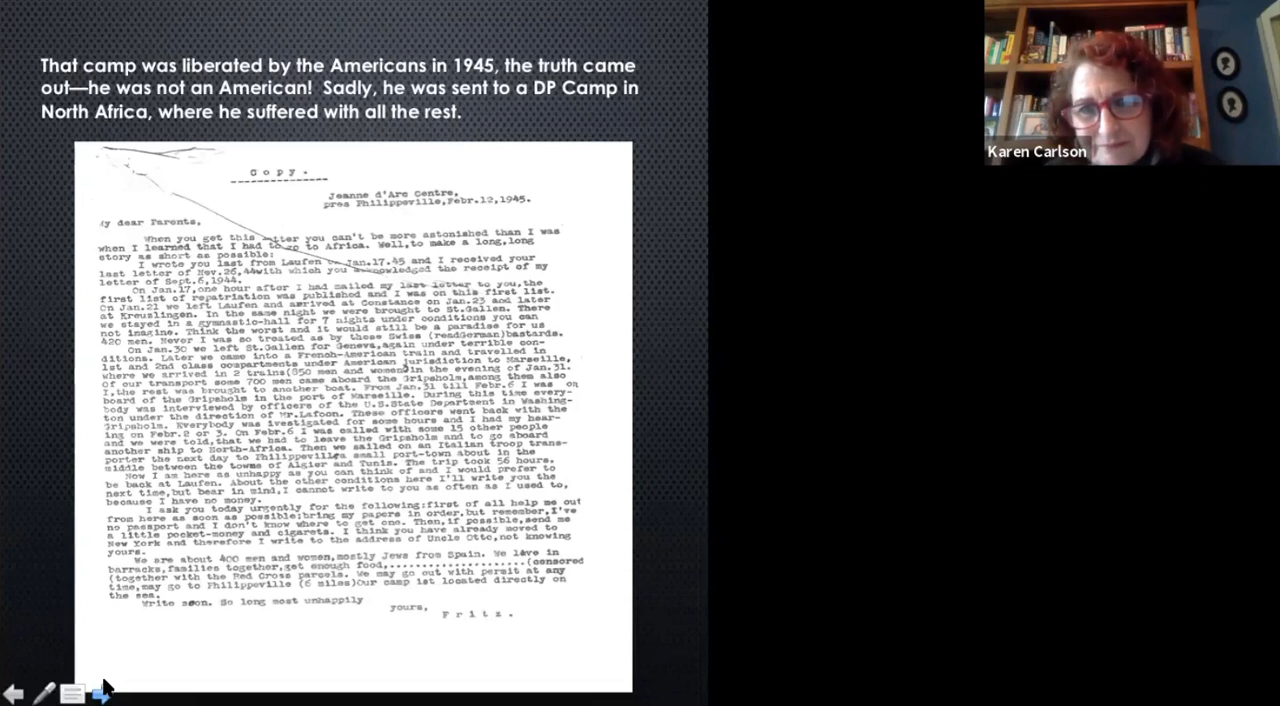 That camp was liberated by the Americans in 1945, the truth came
out—he was not an American!  Sadly, he was sent to a DP Camp in
North Africa, where he suffered with all the rest.
Copy.
Jeanne d'Arc Centre,
pres Philippeville,Febr.12,1945.
My dear Parents,
When you get this letter you can't be more astonished than I was
when I learned that I had to go to Africa. Well,to make a long,long
story as short as possible:
I wrote you last from Laufen on Jan.17.45 and I received your
last letter of Nov.26,44with which you aknowledged the receipt of my
letter of Sept.6,1944.
On Jan.17,one hour after I had mailed my last letter to you,the
first list of repatriation was published and I was on this first list.
On Jan.21 we left Laufen and arrived at Constance on Jan.23 and later
at Kreuslingen. In the same night we were brought to St.Gallen. There
we stayed in a gymnastic-hall for 7 nights under conditions you can
not imagine. Think the worst and it would still be a paradise for us
420 men. Never I was so treated as by these Swiss (readGerman)bastards.
On Jan.30 we left St.Gallen for Geneva,again under terrible con-
ditions. Later we came into a French-American train and travelled in
1st and 2nd class compartments under American jurisdiction to Marseille,
where we arrived in 2 trains(850 men and women)in the evening of Jan.31.
Of our transport some 700 men came aboard the Gripsholm,among them also
I,the rest was brought to another boat. From Jan.31 till Febr.6 I was on
board of the Gripsholm in the port of Marseille. During this time every-
body was interviewed by officers of the U.S.State Department in Washing-
ton under the direction of Mr.Lafoon. These officers went back with the
Gripsholm. Everybody was ivestigated for some hours and I had my hear-
ing on Febr.2 or 3. On Febr.6 I was called with some 15 other people
and we were told,that we had to leave the Gripsholm and to go aboard
another ship to North-Africa. Then we sailed on an Italian troop trans-
porter the next day to Philippeville a small port-town about in the
middle between the towns of Algier and Tunis. The trip took 56 hours.
Now I am here as unhappy as you can think of and I would prefer to
be back at Laufen. About the other conditions here I'll write you the
next time,but bear in mind,I cannot write to you as often as I used to,
because I have no money.
I ask you today urgently for the following:first of all help me out
from here as soon as possible;bring my papers in order,but remember,I've
no passport and I don't know where to get one. Then,if possible,send me
a little pocket-money and cigarets. I think you have already moved to
New York and therefore I write to the address of Uncle Otto,not knowing
yours.
We are about 400 men and women,mostly Jews from Spain. We live in
barracks,families together,get enough food,.......................(censored
(together with the Red Cross parcels. We may go out with permit at any
time,may go to Philippeville (6 miles)Our camp ist located directly on
the sea.
Write soon. So long most unhappily
yours,
Fritz.
Karen Carlson